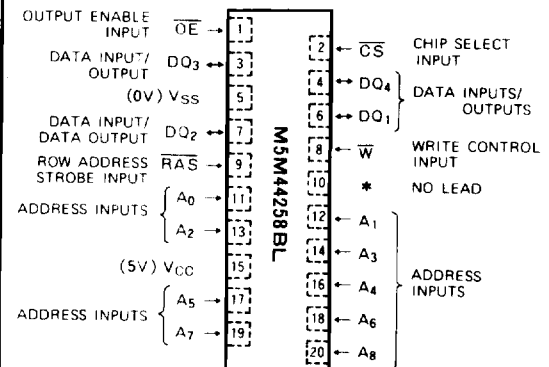 OUTPUT ENABLE
INPUT OE 1
2 CS CHIP SELECT
INPUT
DATA INPUT/
OUTPUT DQ3 3
4 DQ4
DATA INPUTS/
OUTPUTS
(0V) VSS 5
6 DQ1
DATA INPUT/
DATA OUTPUT DQ2 7
8 W WRITE CONTROL
INPUT
ROW ADDRESS
STROBE INPUT RAS 9
10 * NO LEAD
ADDRESS INPUTS
A0 11
12 A1
A2 13
14 A3
(5V) VCC 15
16 A4
ADDRESS
INPUTS
ADDRESS INPUTS
A5 17
18 A6
A7 19
20 A8
M5M44258BL